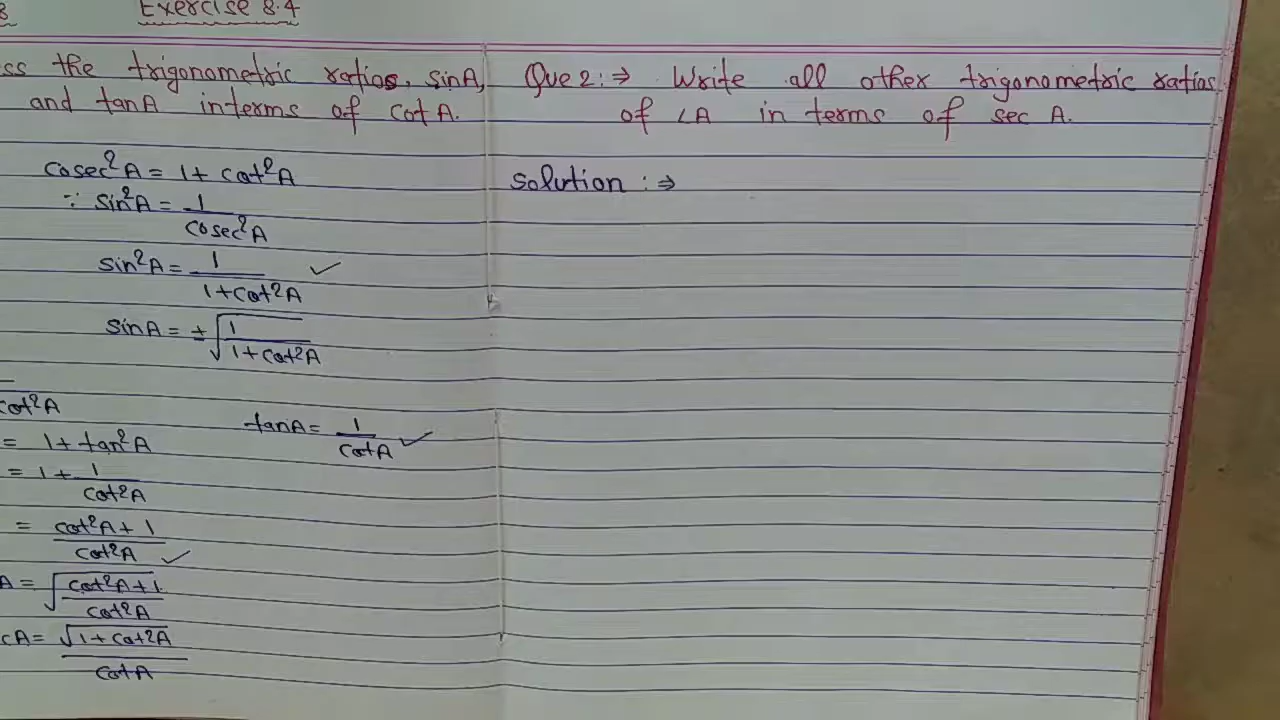 Exercise 8.4
the trigonometric ratios, sinA,
and tanA interms of cot A.
cosec²A = 1 + cot²A
∵ sin²A = 1/cosec²A
sin²A = 1/1+cot²A ✓
sinA = ±√1/1+cot²A
cot²A
tanA = 1/cotA ✓
= 1 + tan²A
= 1 + 1/cot²A
= cot²A + 1/cot²A ✓
A = √cot²A+1/cot²A
cA = √1+cot²A/cotA
Que 2:⇒ Write all other trigonometric ratios
of ∠A in terms of sec A.
Solution :⇒